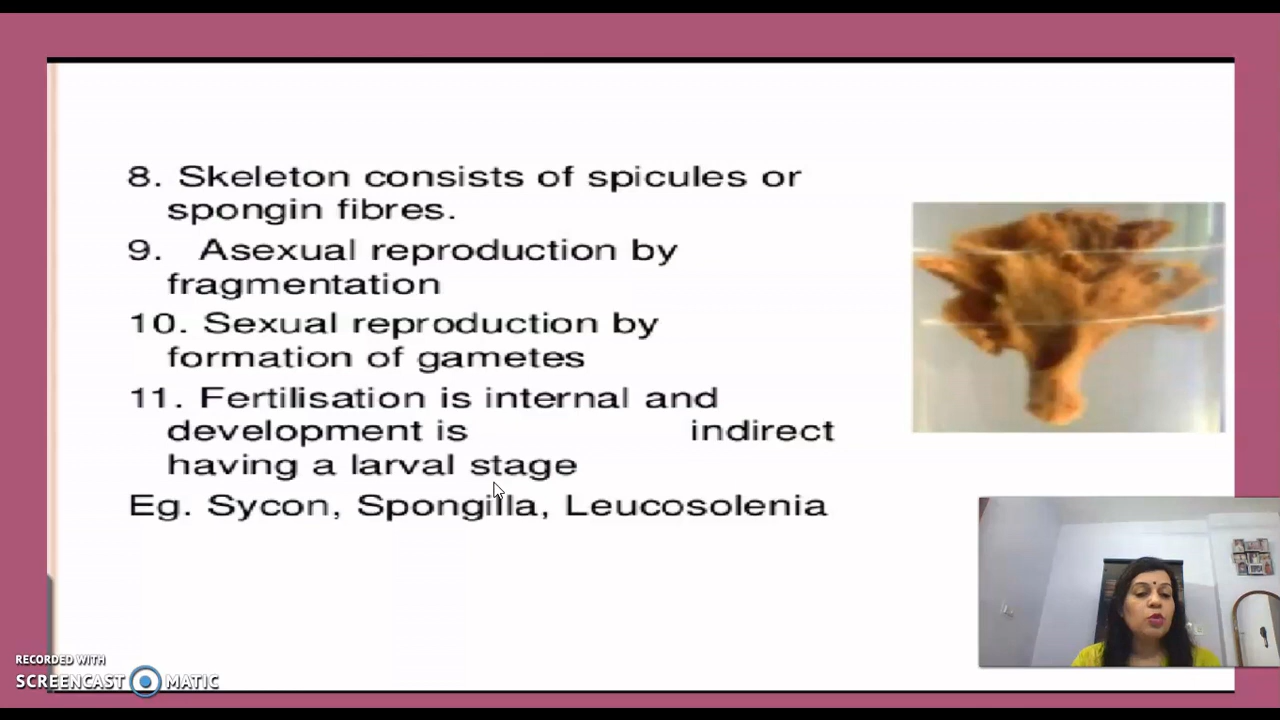 8. Skeleton consists of spicules or
spongin fibres.
9. Asexual reproduction by
fragmentation
10. Sexual reproduction by
formation of gametes
11. Fertilisation is internal and
development is indirect
having a larval stage
Eg. Sycon, Spongilla, Leucosolenia
RECORDED WITH
SCREENCAST MATIC